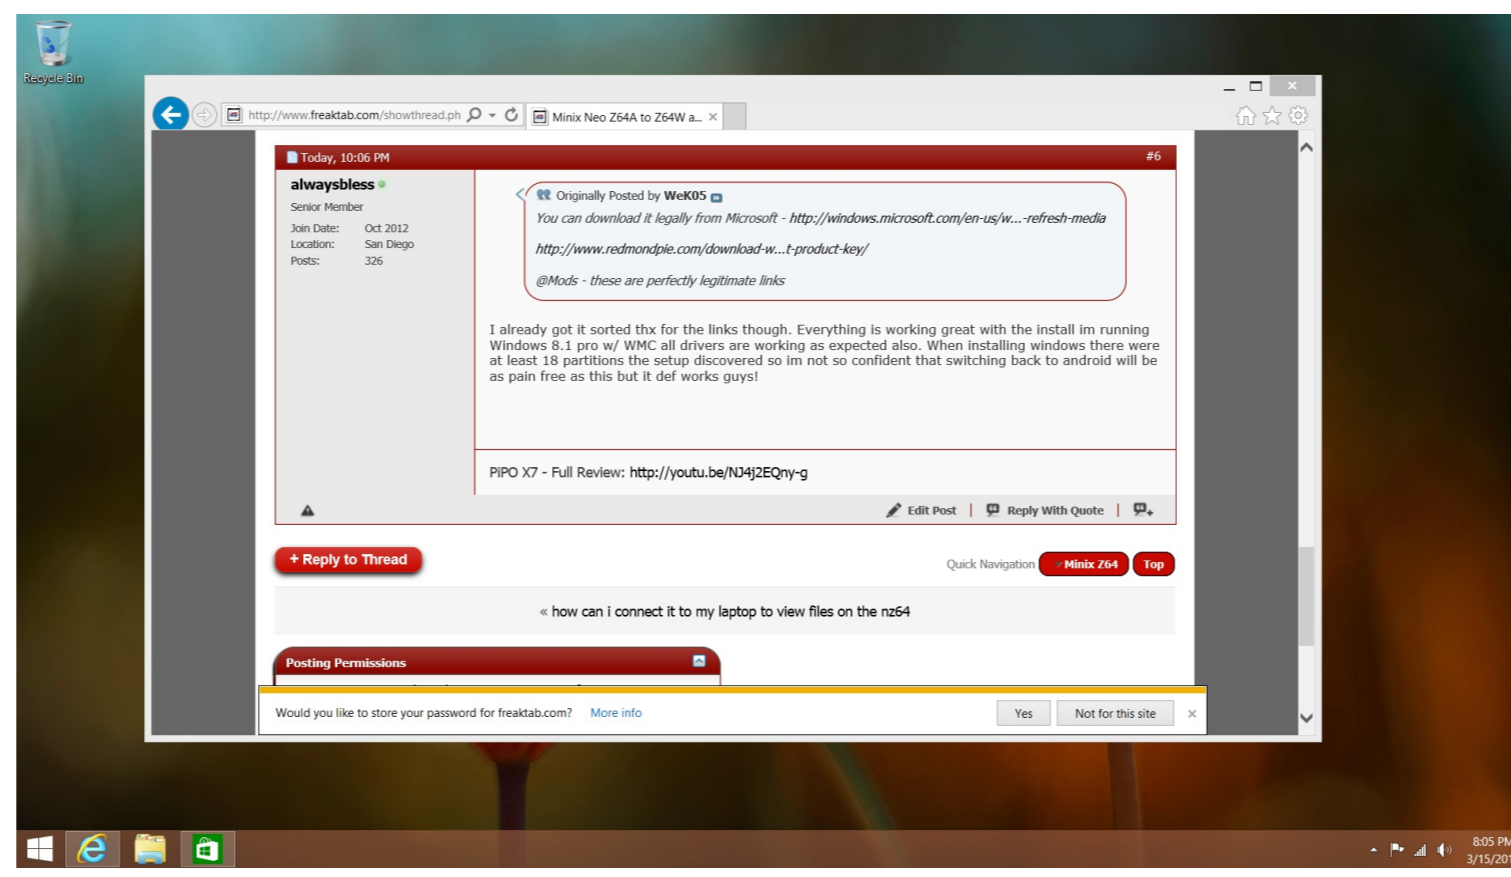 Recycle Bin
http://www.freaktab.com/showthread.ph
Minix Neo Z64A to Z64W a...
Today, 10:06 PM
#6
alwaysbless
Senior Member
Join Date: Oct 2012
Location: San Diego
Posts: 326
Originally Posted by WeK05
You can download it legally from Microsoft - http://windows.microsoft.com/en-us/w...-refresh-media
http://www.redmondpie.com/download-w...t-product-key/
@Mods - these are perfectly legitimate links
I already got it sorted thx for the links though. Everything is working great with the install im running
Windows 8.1 pro w/ WMC all drivers are working as expected also. When installing windows there were
at least 18 partitions the setup discovered so im not so confident that switching back to android will be
as pain free as this but it def works guys!
PiPO X7 - Full Review: http://youtu.be/NJ4j2EQny-g
Edit Post | Reply With Quote |
+ Reply to Thread
Quick Navigation Minix Z64 Top
« how can i connect it to my laptop to view files on the nz64
Posting Permissions
Would you like to store your password for freaktab.com? More info Yes Not for this site
8:05 PM
3/15/201